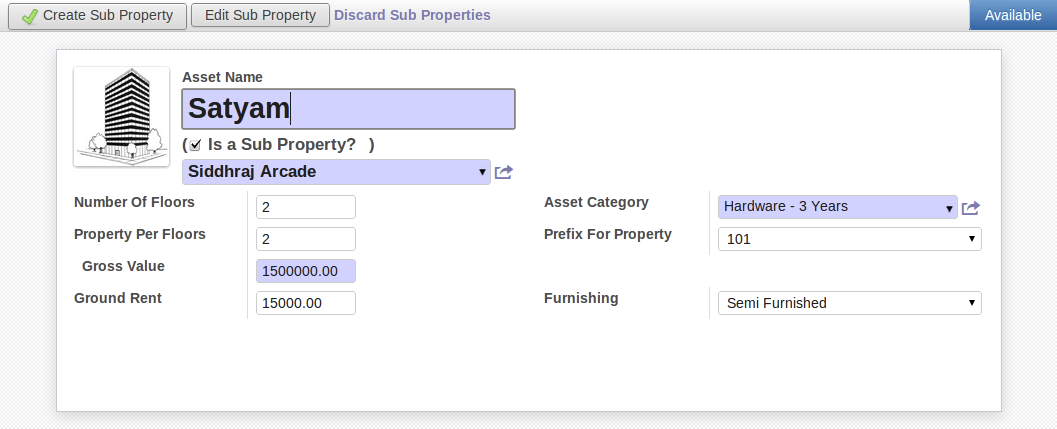 Create Sub Property Edit Sub Property Discard Sub Properties Available
Asset Name
Satyam
( Is a Sub Property? )
Siddhraj Arcade
Number Of Floors 2 Asset Category Hardware - 3 Years
Property Per Floors 2 Prefix For Property 101
Gross Value 1500000.00
Ground Rent 15000.00 Furnishing Semi Furnished